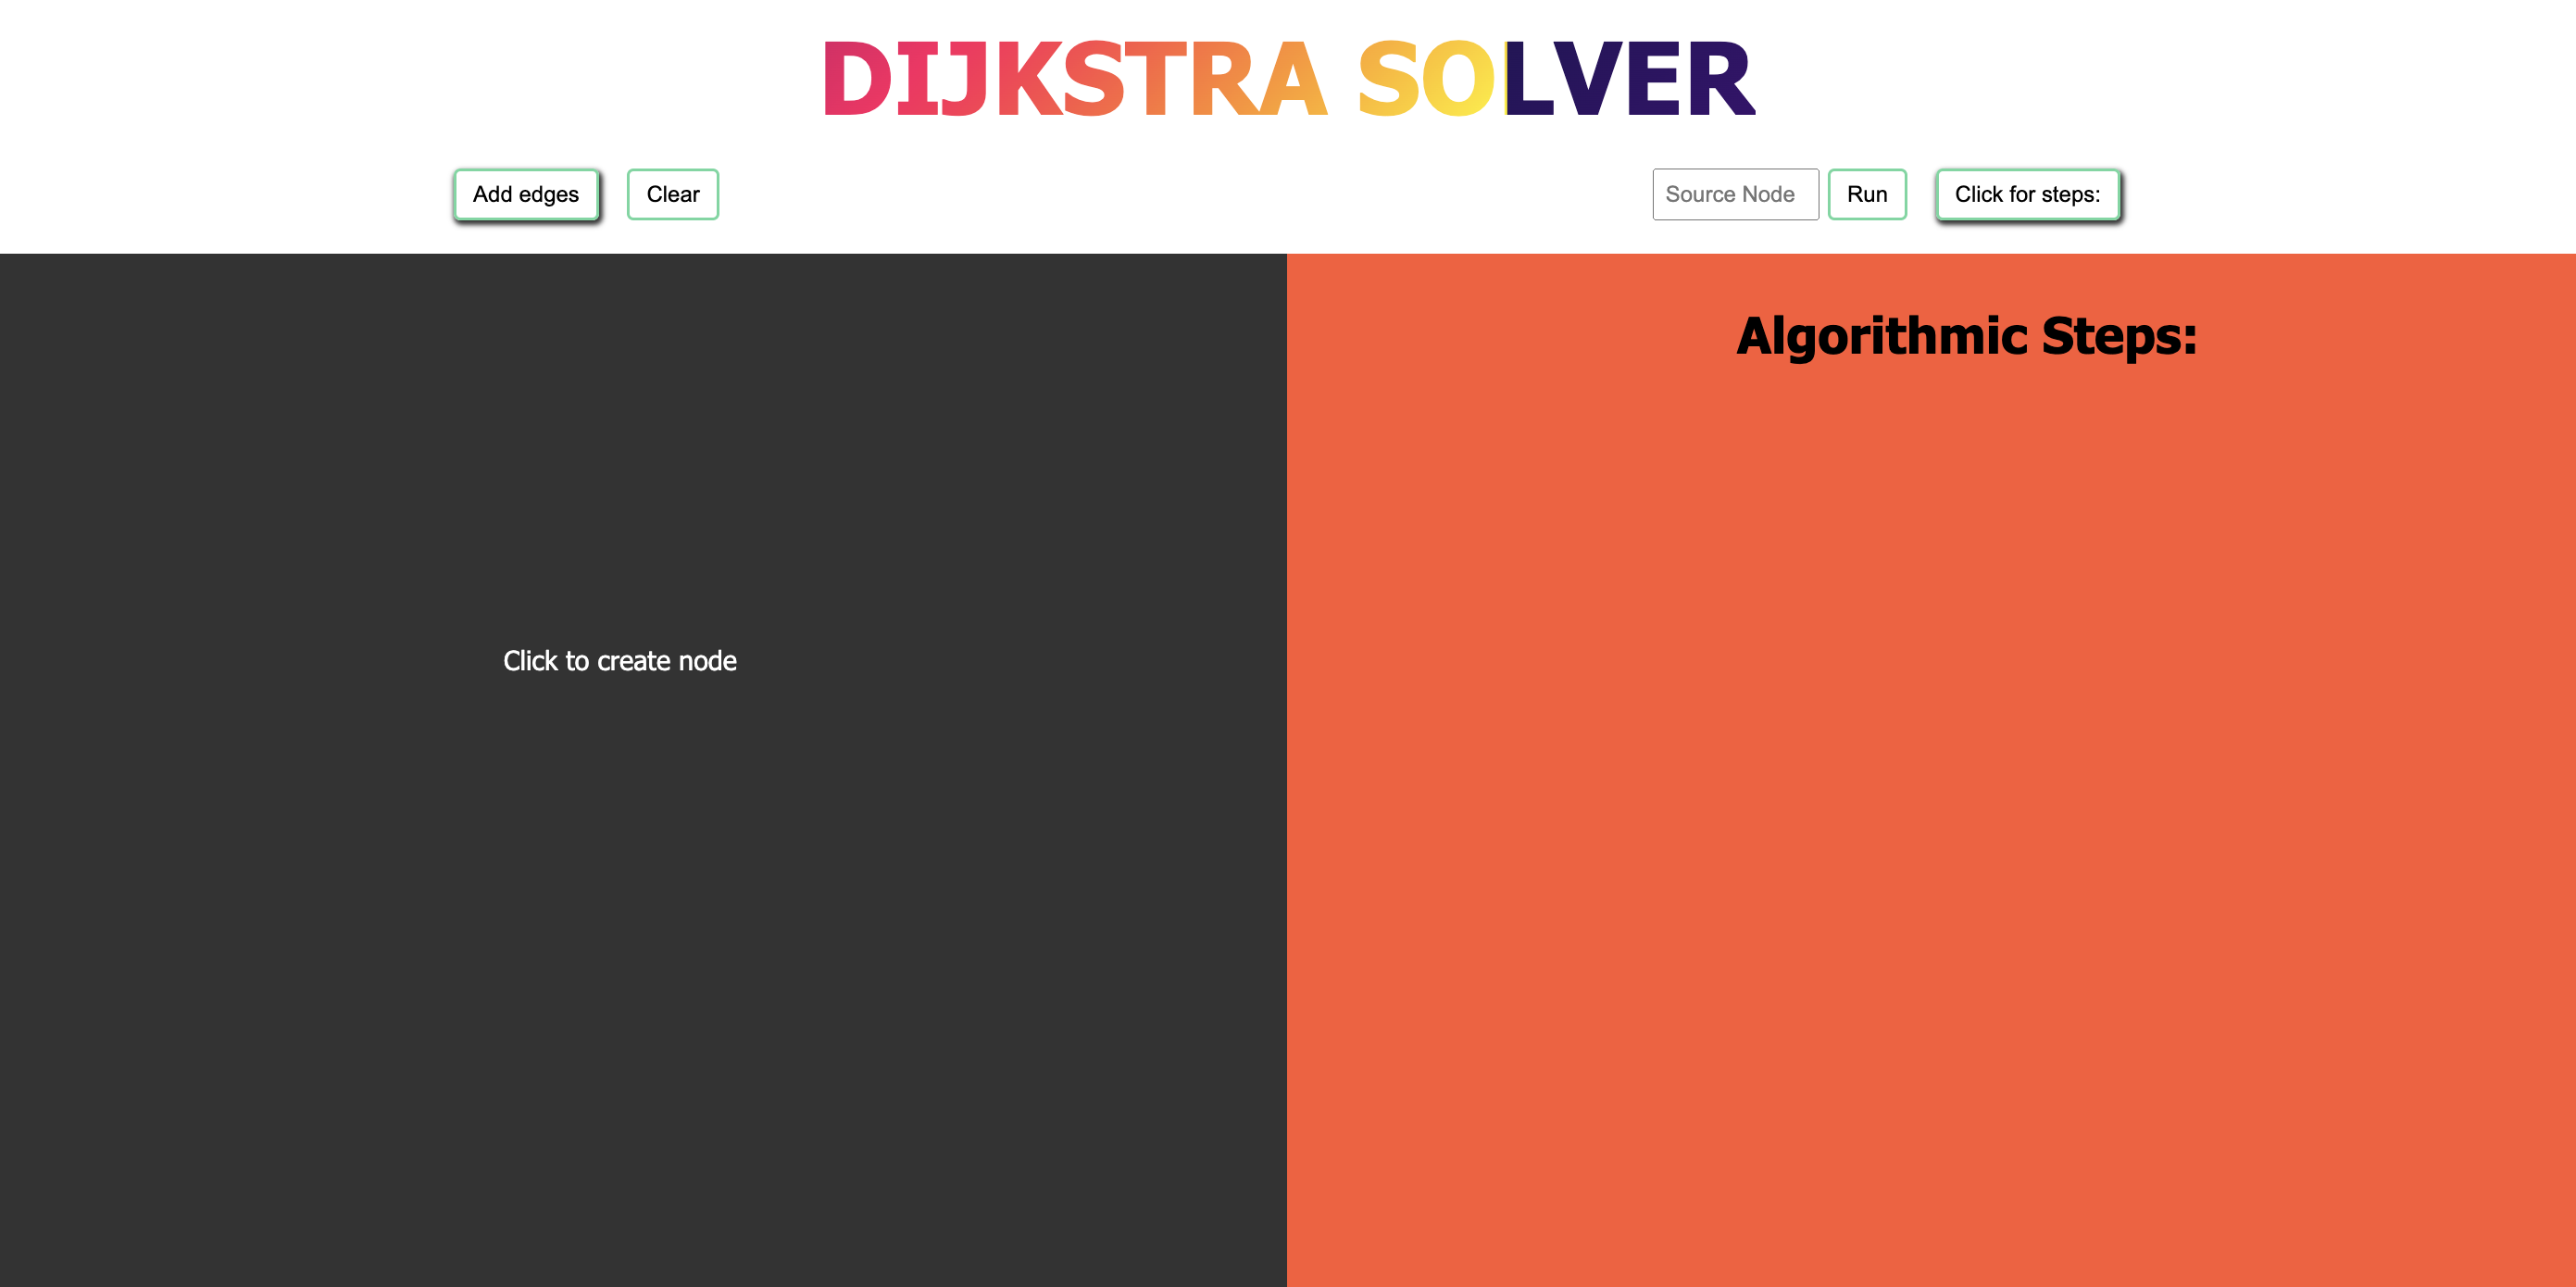 DIJKSTRA SOLVER
Add edges
Clear
Source Node
Run
Click for steps:
Algorithmic Steps:
Click to create node